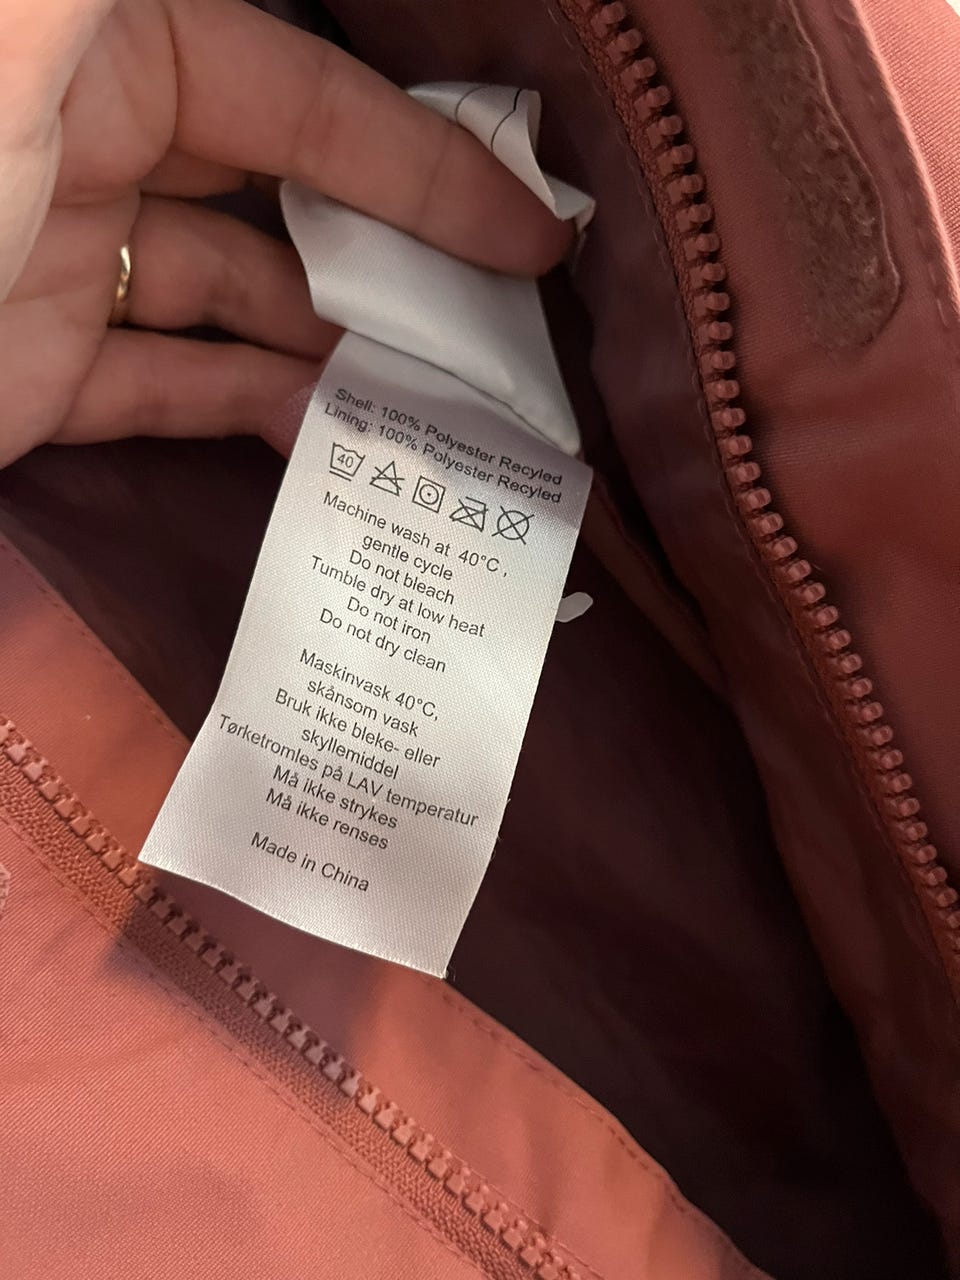 Shell: 100% Polyester Recyled
Lining: 100% Polyester Recyled
40
Machine wash at 40°C,
gentle cycle
Do not bleach
Tumble dry at low heat
Do not iron
Do not dry clean
Maskinvask 40°C,
skånsom vask
Bruk ikke bleke- eller
skyllemiddel
Tørketromles på LAV temperatur
Må ikke strykes
Må ikke renses
Made in China